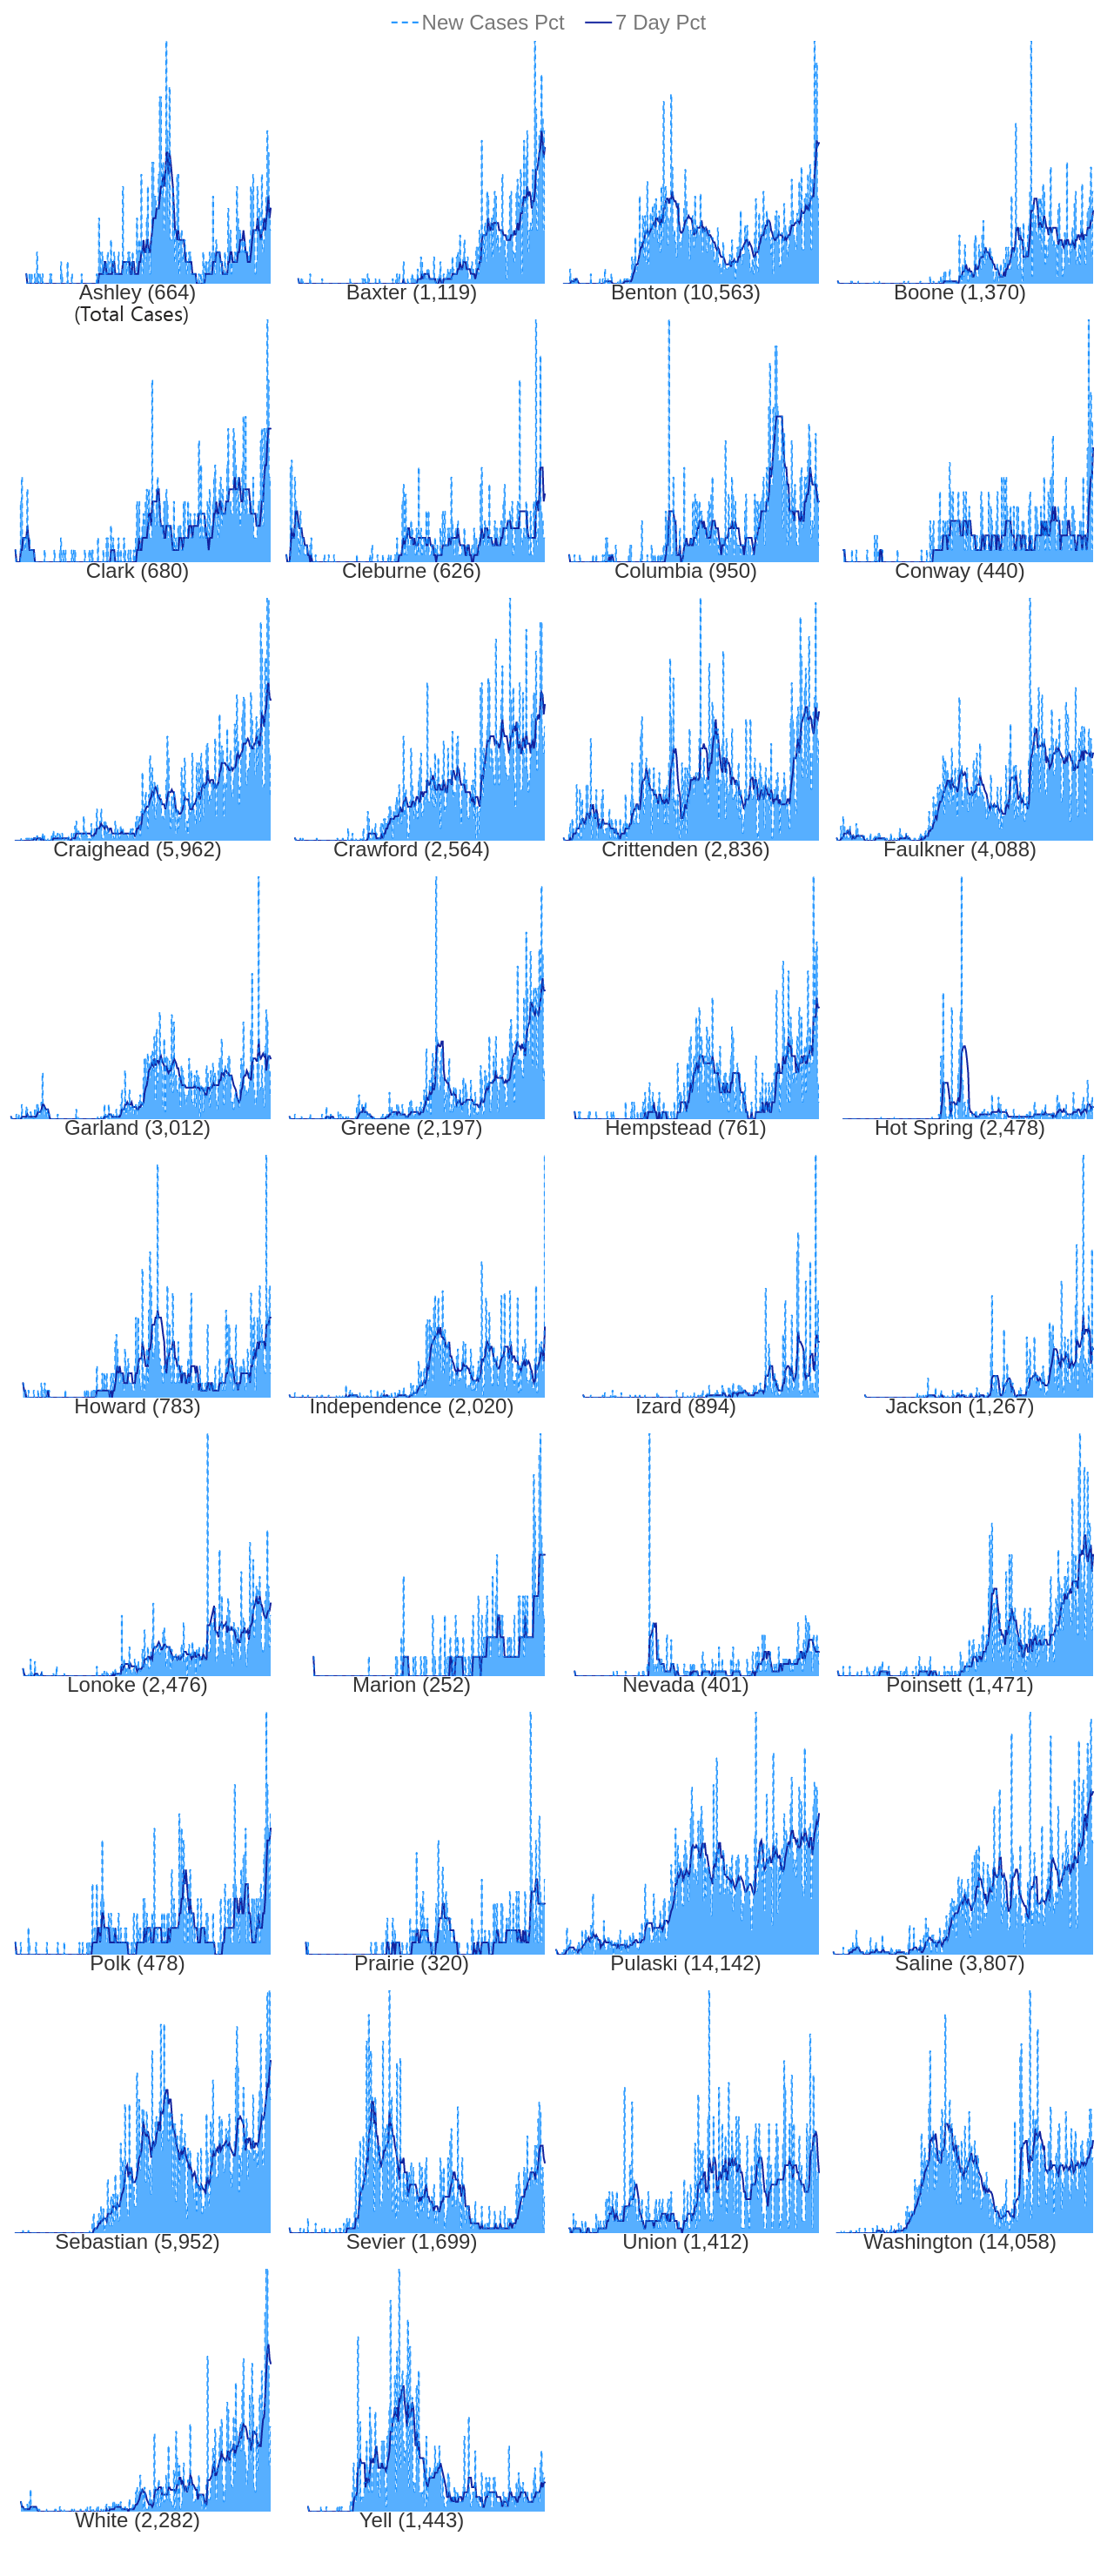 New Cases Pct 7 Day Pct
Ashley (664) Baxter (1,119) Benton (10,563) Boone (1,370)
(Total Cases)
Clark (680) Cleburne (626) Columbia (950) Conway (440)
Craighead (5,962) Crawford (2,564) Crittenden (2,836) Faulkner (4,088)
Garland (3,012) Greene (2,197) Hempstead (761) Hot Spring (2,478)
Howard (783) Independence (2,020) Izard (894) Jackson (1,267)
Lonoke (2,476) Marion (252) Nevada (401) Poinsett (1,471)
Polk (478) Prairie (320) Pulaski (14,142) Saline (3,807)
Sebastian (5,952) Sevier (1,699) Union (1,412) Washington (14,058)
White (2,282) Yell (1,443)